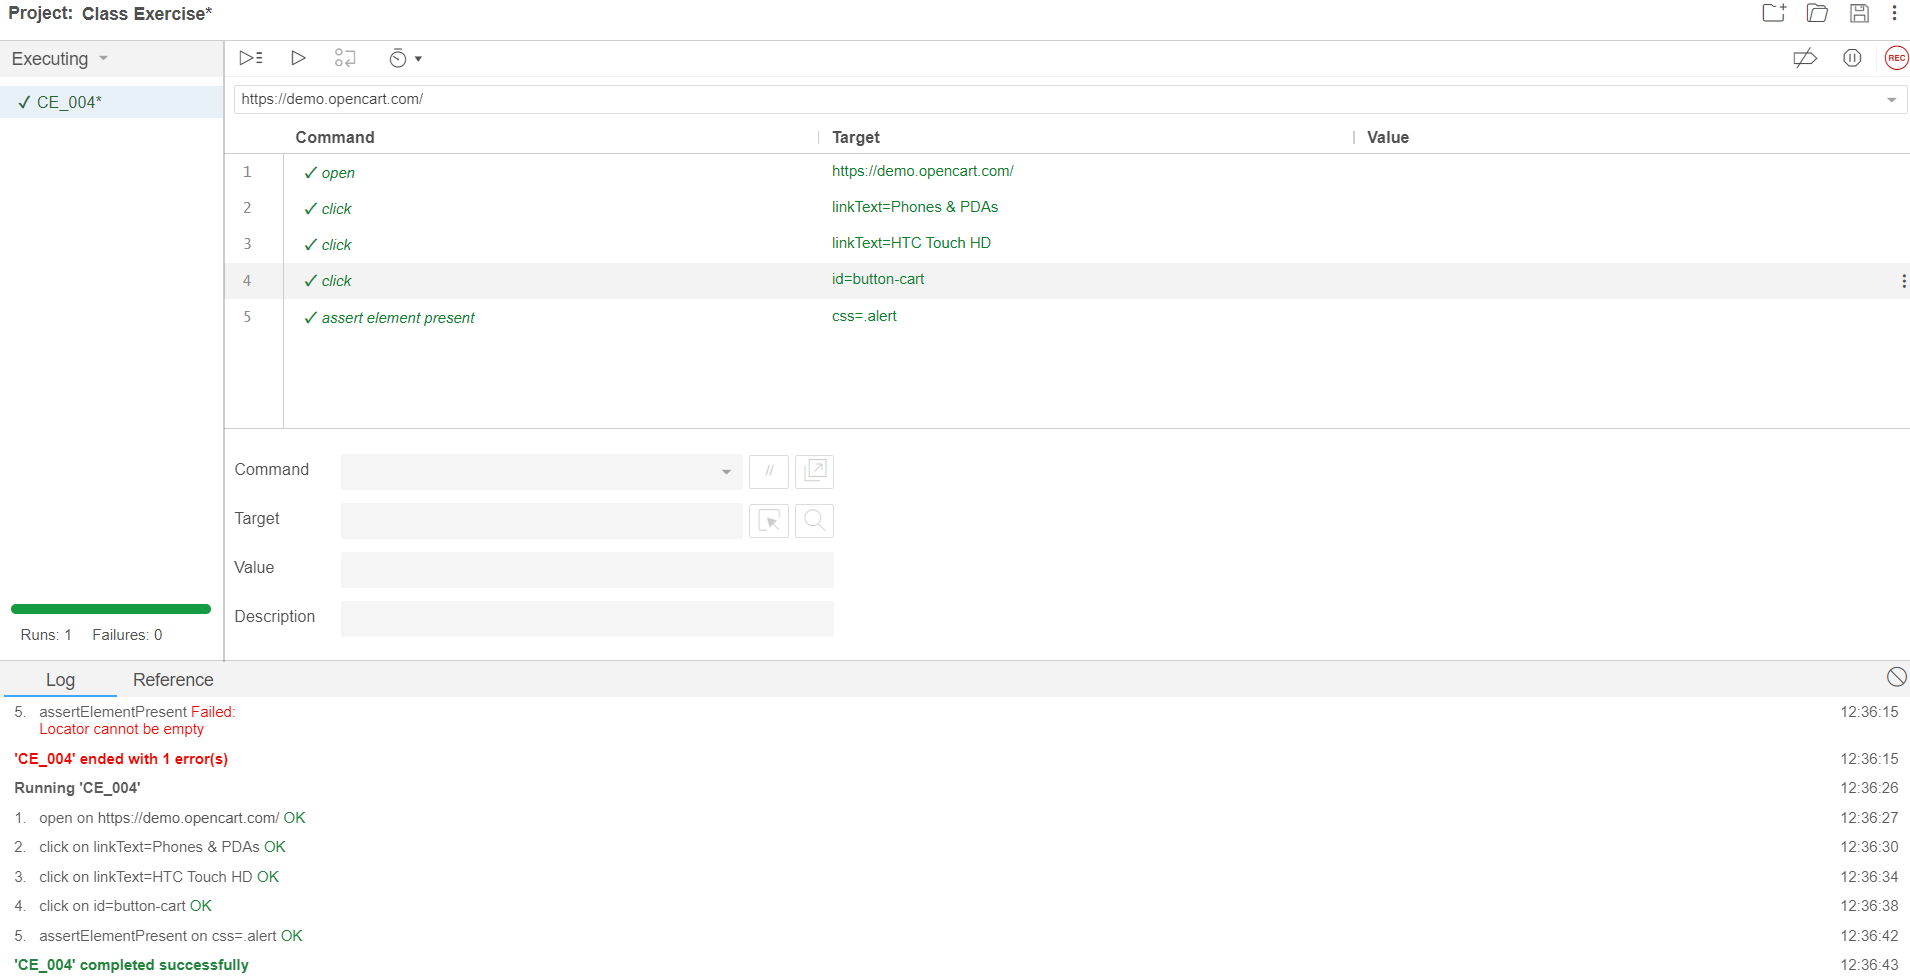 Project: Class Exercise*
Executing
REC
✓ CE_004*
https://demo.opencart.com/
Command Target Value
1 ✓ open https://demo.opencart.com/
2 ✓ click linkText=Phones & PDAs
3 ✓ click linkText=HTC Touch HD
4 ✓ click id=button-cart
5 ✓ assert element present css=.alert
Command //
Target
Value
Description
Runs: 1 Failures: 0
Log Reference
5. assertElementPresent Failed: 12:36:15
Locator cannot be empty
'CE_004' ended with 1 error(s) 12:36:15
Running 'CE_004' 12:36:26
1. open on https://demo.opencart.com/ OK 12:36:27
2. click on linkText=Phones & PDAs OK 12:36:30
3. click on linkText=HTC Touch HD OK 12:36:34
4. click on id=button-cart OK 12:36:38
5. assertElementPresent on css=.alert OK 12:36:42
'CE_004' completed successfully 12:36:43